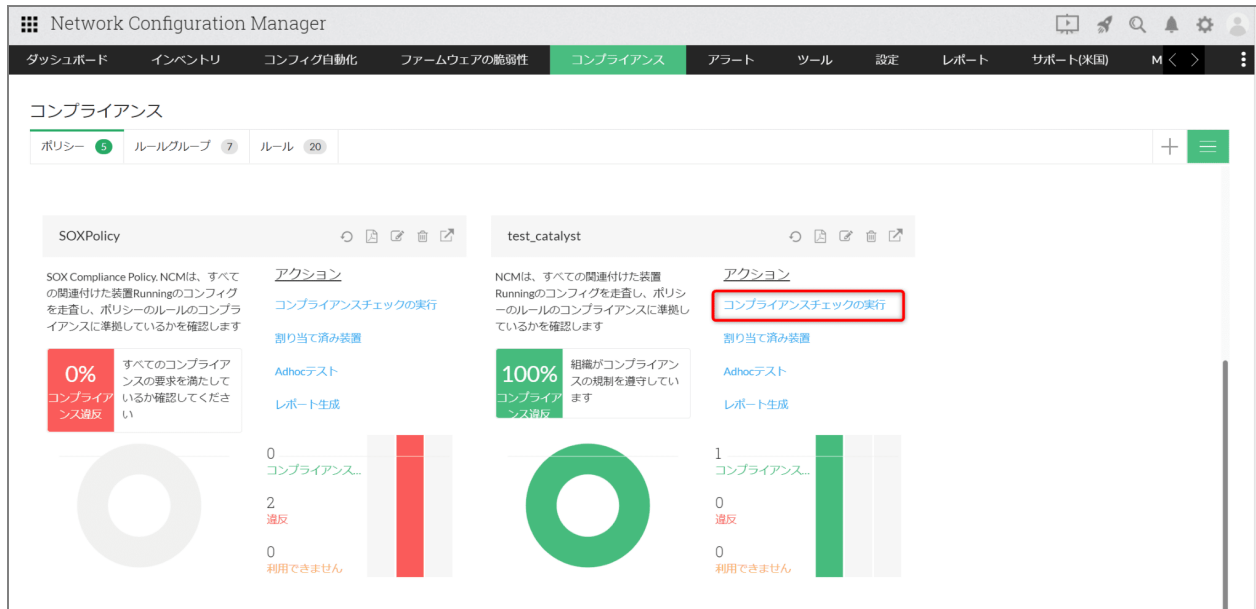 Network Configuration Manager
ダッシュボード インベントリ コンフィグ自動化 ファームウェアの脆弱性 コンプライアンス アラート ツール 設定 レポート サポート(米国) M
コンプライアンス
ポリシー 5 ルールグループ 7 ルール 20
SOXPolicy
SOX Compliance Policy. NCMは、すべて
の関連付けた装置Runningのコンフィグ
を走査し、ポリシーのルールのコンプラ
イアンスに準拠しているかを確認します
アクション
コンプライアンスチェックの実行
割り当て済み装置
Adhocテスト
レポート生成
0%
コンプライア
ンス違反
すべてのコンプライア
ンスの要求を満たして
いるか確認してくださ
い
0
コンプライアンス...
2
違反
0
利用できません
test_catalyst
NCMは、すべての関連付けた装置
Runningのコンフィグを走査し、ポリシ
ーのルールのコンプライアンスに準拠し
ているかを確認します
アクション
コンプライアンスチェックの実行
割り当て済み装置
Adhocテスト
レポート生成
100%
コンプライア
ンス違反
組織がコンプライアン
スの規制を遵守してい
ます
1
コンプライアンス...
0
違反
0
利用できません